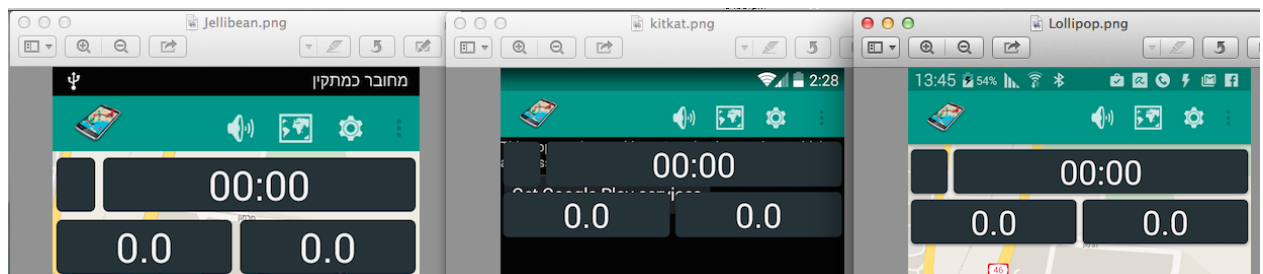 Jellibean.png
מחובר כמתקין
00:00
0.0 0.0
kitkat.png
2:28
00:00
Get Google Play services
0.0 0.0
Lollipop.png
13:45 54%
00:00
0.0 0.0
46